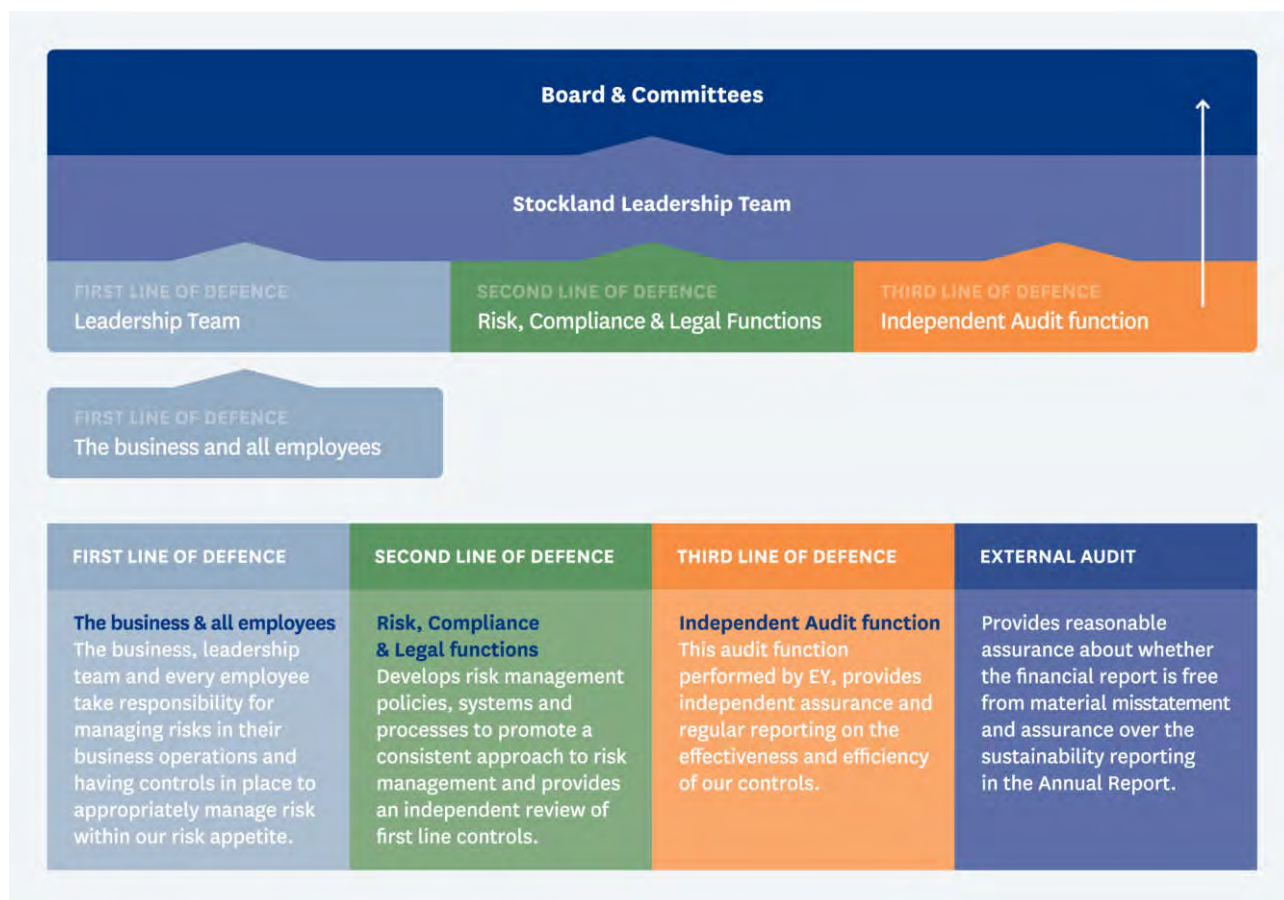 Board & Committees
Stockland Leadership Team
FIRST LINE OF DEFENCE
Leadership Team
SECOND LINE OF DEFENCE
Risk, Compliance & Legal Functions
THIRD LINE OF DEFENCE
Independent Audit function
FIRST LINE OF DEFENCE
The business and all employees
FIRST LINE OF DEFENCE
The business & all employees
The business, leadership
team and every employee
take responsibility for
managing risks in their
business operations and
having controls in place to
appropriately manage risk
within our risk appetite.
SECOND LINE OF DEFENCE
Risk, Compliance
& Legal functions
Develops risk management
policies, systems and
processes to promote a
consistent approach to risk
management and provides
an independent review of
first line controls.
THIRD LINE OF DEFENCE
Independent Audit function
This audit function
performed by EY, provides
independent assurance and
regular reporting on the
effectiveness and efficiency
of our controls.
EXTERNAL AUDIT
Provides reasonable
assurance about whether
the financial report is free
from material misstatement
and assurance over the
sustainability reporting
in the Annual Report.